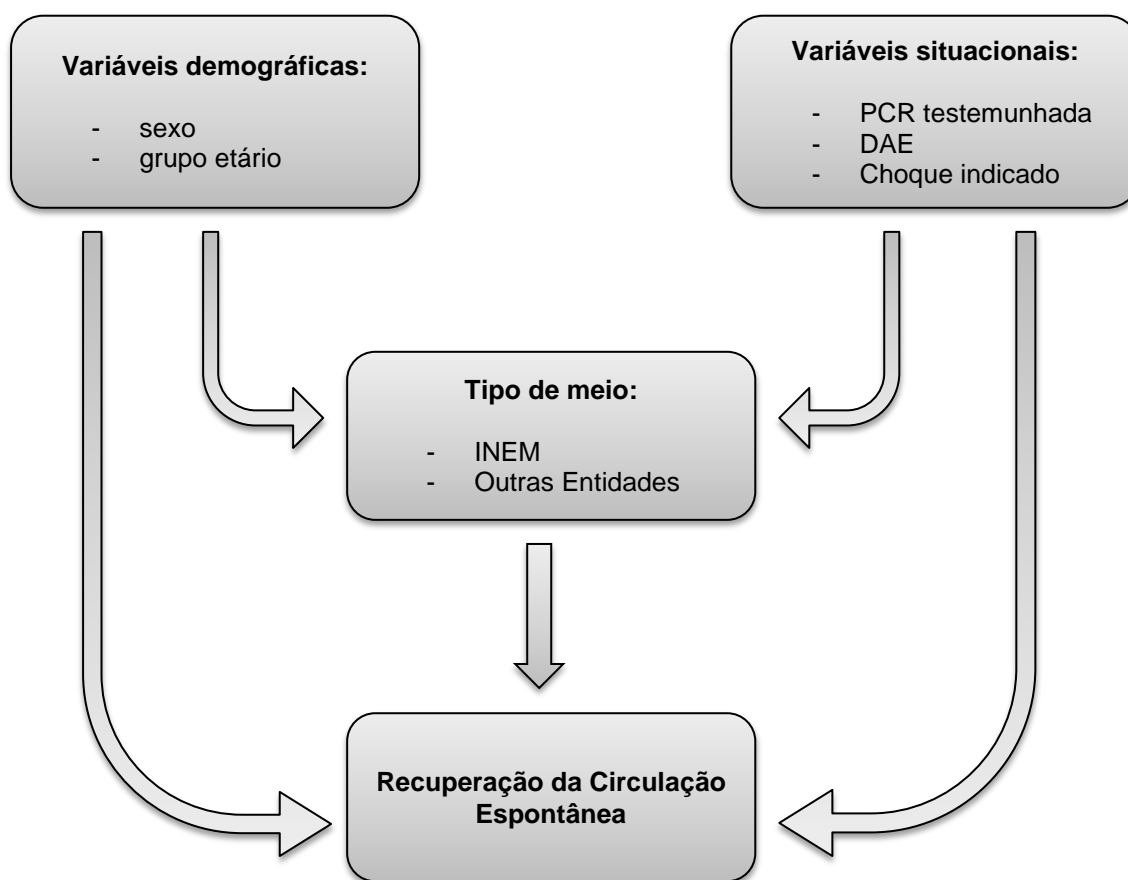 Variáveis demográficas:
- sexo
- grupo etário
Variáveis situacionais:
- PCR testemunhada
- DAE
- Choque indicado
Tipo de meio:
- INEM
- Outras Entidades
Recuperação da Circulação
Espontânea